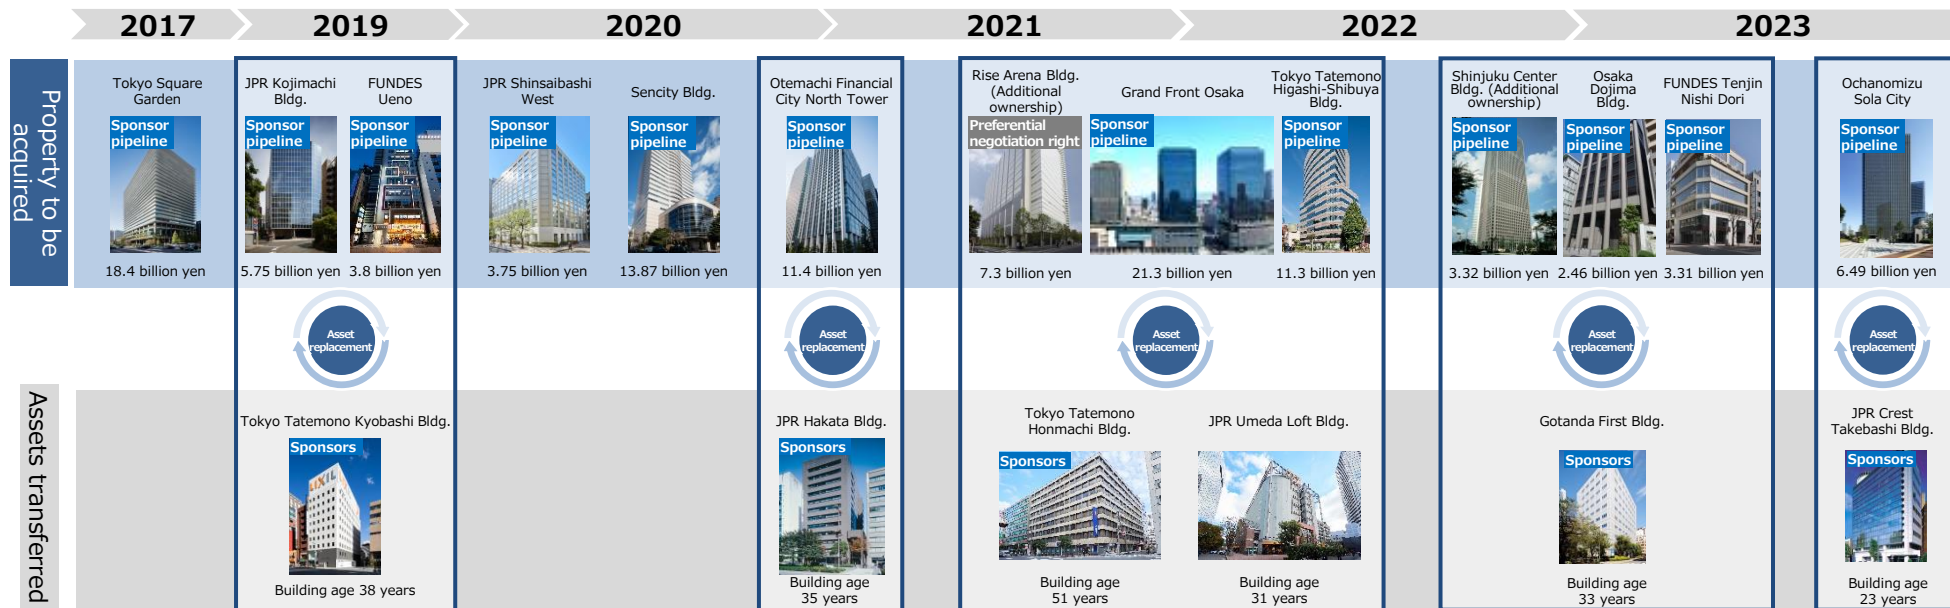 2017
2019
2020
2021
2022
2023
Property to be
acquired
Tokyo Square
Garden
Sponsor
pipeline
18.4 billion yen
JPR Kojimachi
Bldg.
Sponsor
pipeline
5.75 billion yen
FUNDES
Ueno
Sponsor
pipeline
3.8 billion yen
JPR Shinsaibashi
West
Sponsor
pipeline
3.75 billion yen
Sencity Bldg.
Sponsor
pipeline
13.87 billion yen
Otemachi Financial
City North Tower
Sponsor
pipeline
11.4 billion yen
Rise Arena Bldg.
(Additional
ownership)
Preferential
negotiation right
7.3 billion yen
Grand Front Osaka
Sponsor
pipeline
21.3 billion yen
Tokyo Tatemono
Higashi-Shibuya
Bldg.
Sponsor
pipeline
11.3 billion yen
Shinjuku Center
Bldg. (Additional
ownership)
Sponsor
pipeline
3.32 billion yen
Osaka
Dojima
Bldg.
Sponsor
pipeline
2.46 billion yen
FUNDES Tenjin
Nishi Dori
Sponsor
pipeline
3.31 billion yen
Ochanomizu
Sola City
Sponsor
pipeline
6.49 billion yen
Asset
replacement
Asset
replacement
Asset
replacement
Asset
replacement
Asset
replacement
Assets transferred
Tokyo Tatemono Kyobashi Bldg.
Sponsors
LIXIL
Building age 38 years
JPR Hakata Bldg.
Sponsors
Building age
35 years
Tokyo Tatemono
Honmachi Bldg.
Sponsors
Building age
51 years
JPR Umeda Loft Bldg.
Building age
31 years
Gotanda First Bldg.
Sponsors
Building age
33 years
JPR Crest
Takebashi Bldg.
Sponsors
Building age
23 years